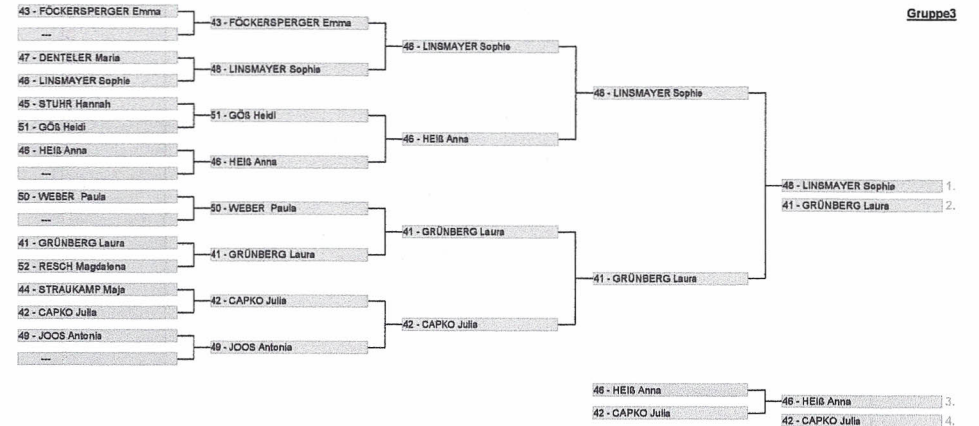 Gruppe3
43 - FÖCKERSPERGER Emma
---
47 - DENTELER Maria
48 - LINSMAYER Sophie
45 - STUHR Hannah
51 - GÖß Heidi
46 - HEIß Anna
---
50 - WEBER Paula
---
41 - GRÜNBERG Laura
52 - RESCH Magdalena
44 - STRAUKAMP Maja
42 - CAPKO Julia
49 - JOOS Antonia
---
43 - FÖCKERSPERGER Emma
48 - LINSMAYER Sophie
51 - GÖß Heidi
46 - HEIß Anna
50 - WEBER Paula
41 - GRÜNBERG Laura
42 - CAPKO Julia
49 - JOOS Antonia
48 - LINSMAYER Sophie
46 - HEIß Anna
41 - GRÜNBERG Laura
42 - CAPKO Julia
48 - LINSMAYER Sophie
41 - GRÜNBERG Laura
48 - LINSMAYER Sophie 1.
41 - GRÜNBERG Laura 2.
46 - HEIß Anna
42 - CAPKO Julia
46 - HEIß Anna 3.
42 - CAPKO Julia 4.